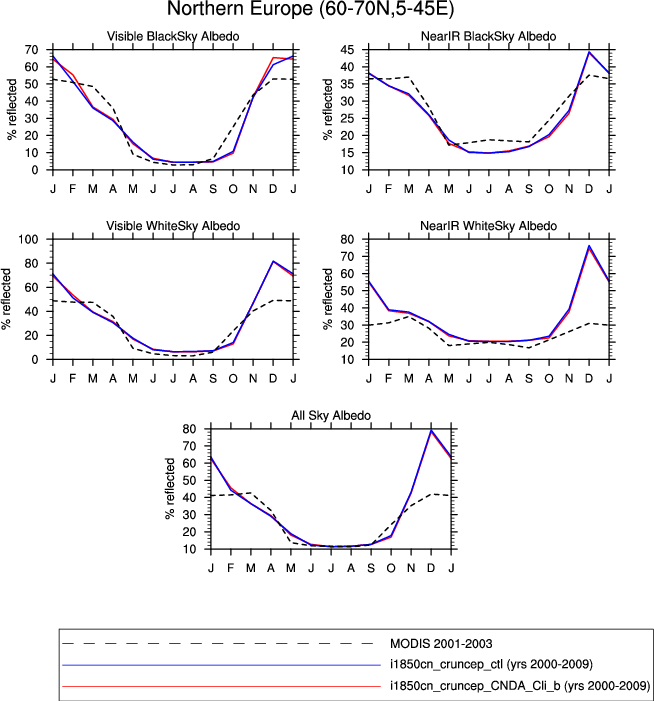 Northern Europe (60-70N,5-45E)
Visible BlackSky Albedo
% reflected
70
60
50
40
30
20
10
0
J F M A M J J A S O N D J
NearIR BlackSky Albedo
% reflected
45
40
35
30
25
20
15
10
J F M A M J J A S O N D J
Visible WhiteSky Albedo
% reflected
100
80
60
40
20
0
J F M A M J J A S O N D J
NearIR WhiteSky Albedo
% reflected
80
70
60
50
40
30
20
10
J F M A M J J A S O N D J
All Sky Albedo
% reflected
80
70
60
50
40
30
20
10
J F M A M J J A S O N D J
MODIS 2001-2003
i1850cn_cruncep_ctl (yrs 2000-2009)
i1850cn_cruncep_CNDA_Cli_b (yrs 2000-2009)